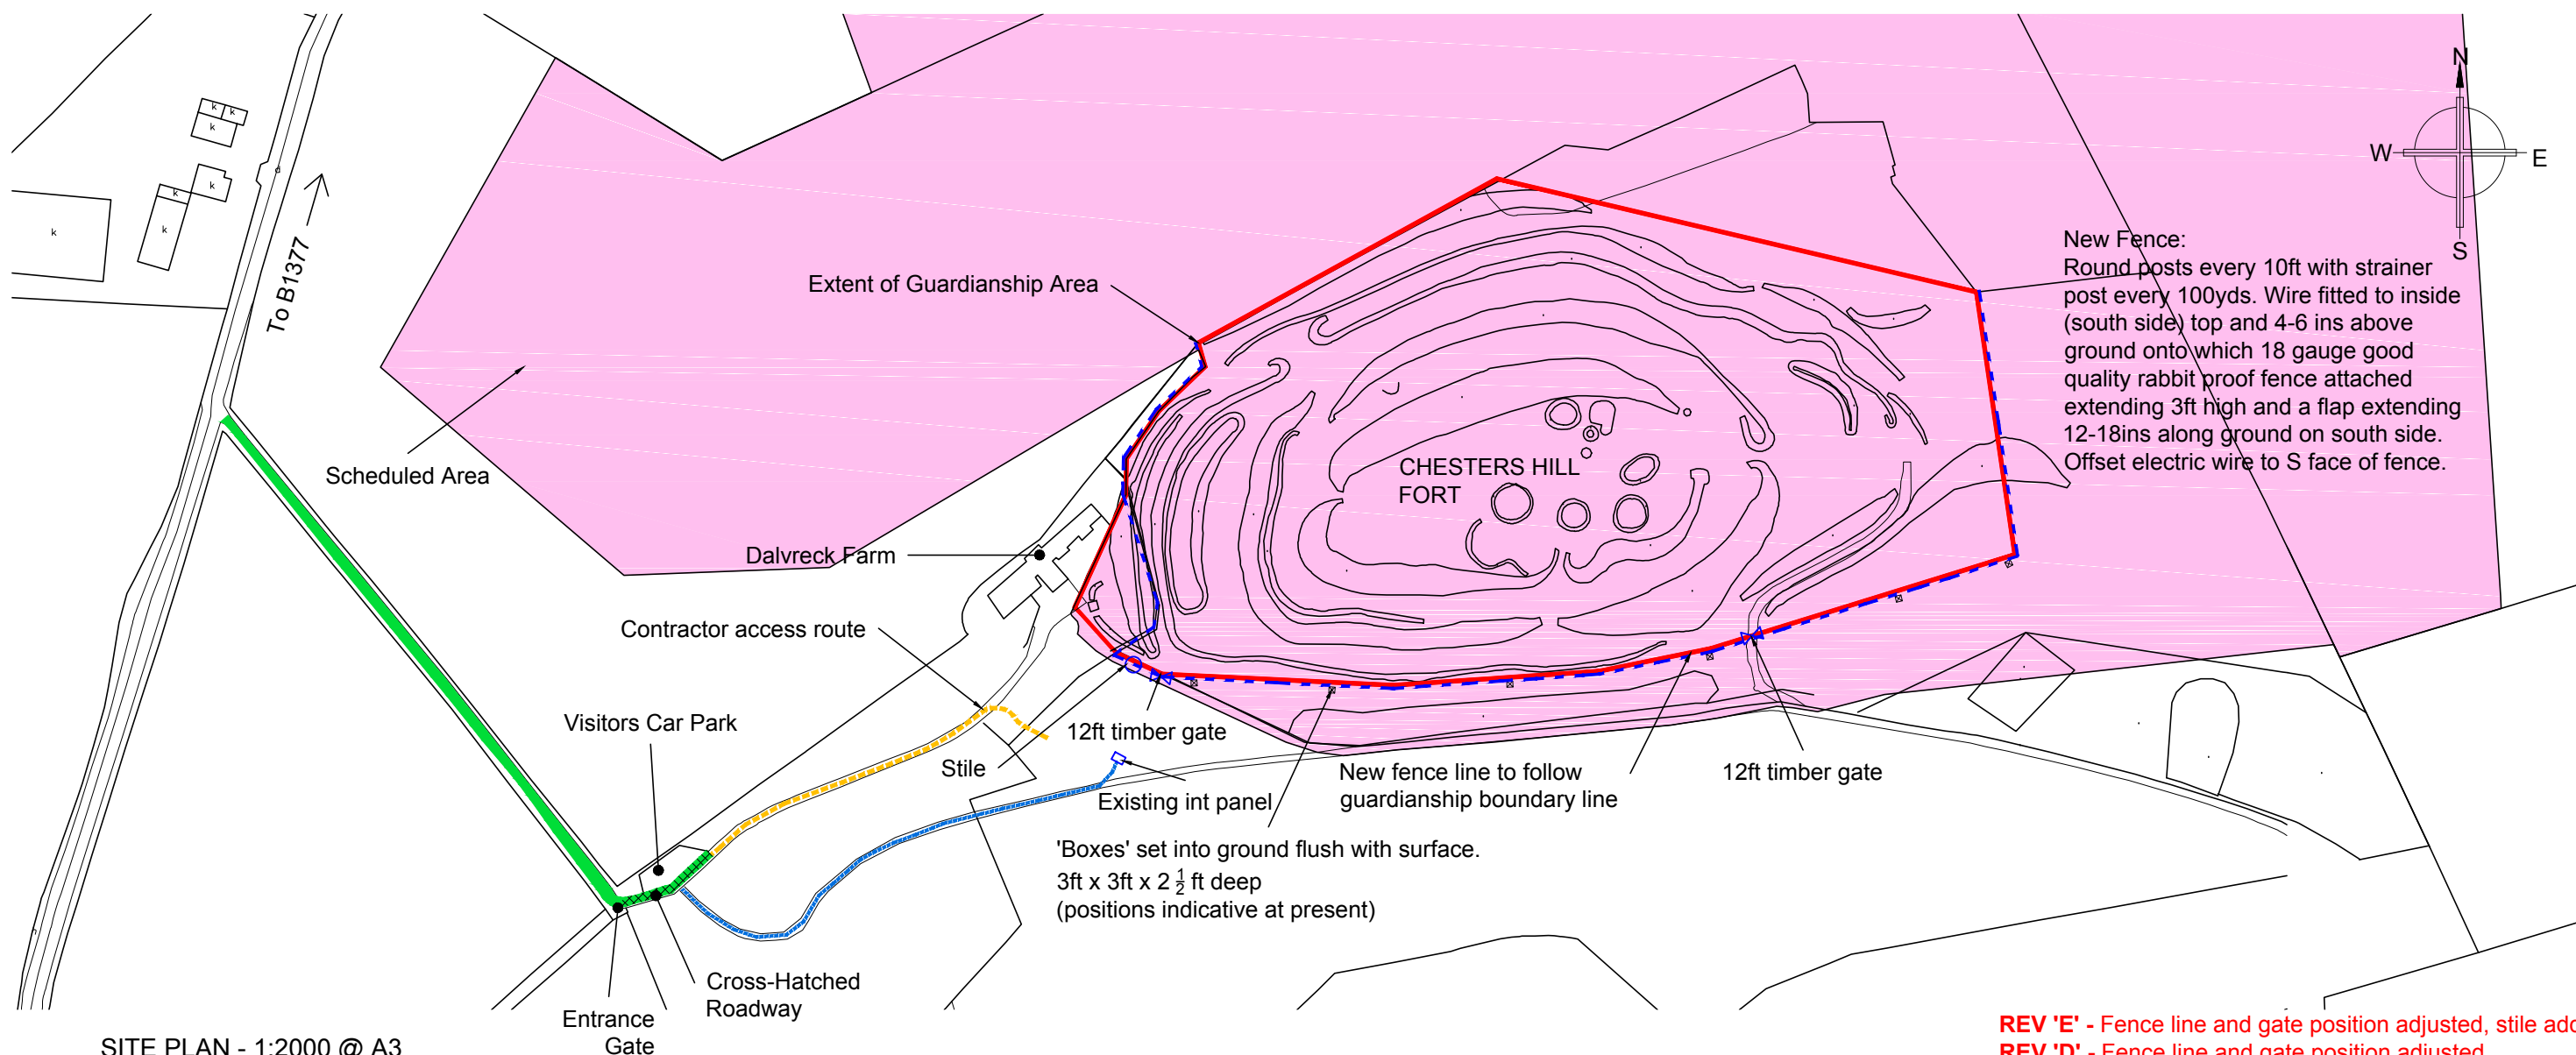 N
W
E
S
To B1377
k
k
k
k
k
k
k
d
Extent of Guardianship Area
New Fence:
Round posts every 10ft with strainer
post every 100yds. Wire fitted to inside
(south side) top and 4-6 ins above
ground onto which 18 gauge good
quality rabbit proof fence attached
extending 3ft high and a flap extending
12-18ins along ground on south side.
Offset electric wire to S face of fence.
Scheduled Area
CHESTERS HILL
FORT
Dalvreck Farm
Contractor access route
Visitors Car Park
12ft timber gate
Stile
Existing int panel
New fence line to follow
guardianship boundary line
12ft timber gate
'Boxes' set into ground flush with surface.
3ft x 3ft x 2 ½ ft deep
(positions indicative at present)
Cross-Hatched
Roadway
Entrance
Gate
SITE PLAN - 1:2000 @ A3
REV 'E' - Fence line and gate position adjusted, stile add
REV 'D' - Fence line and gate position adjusted